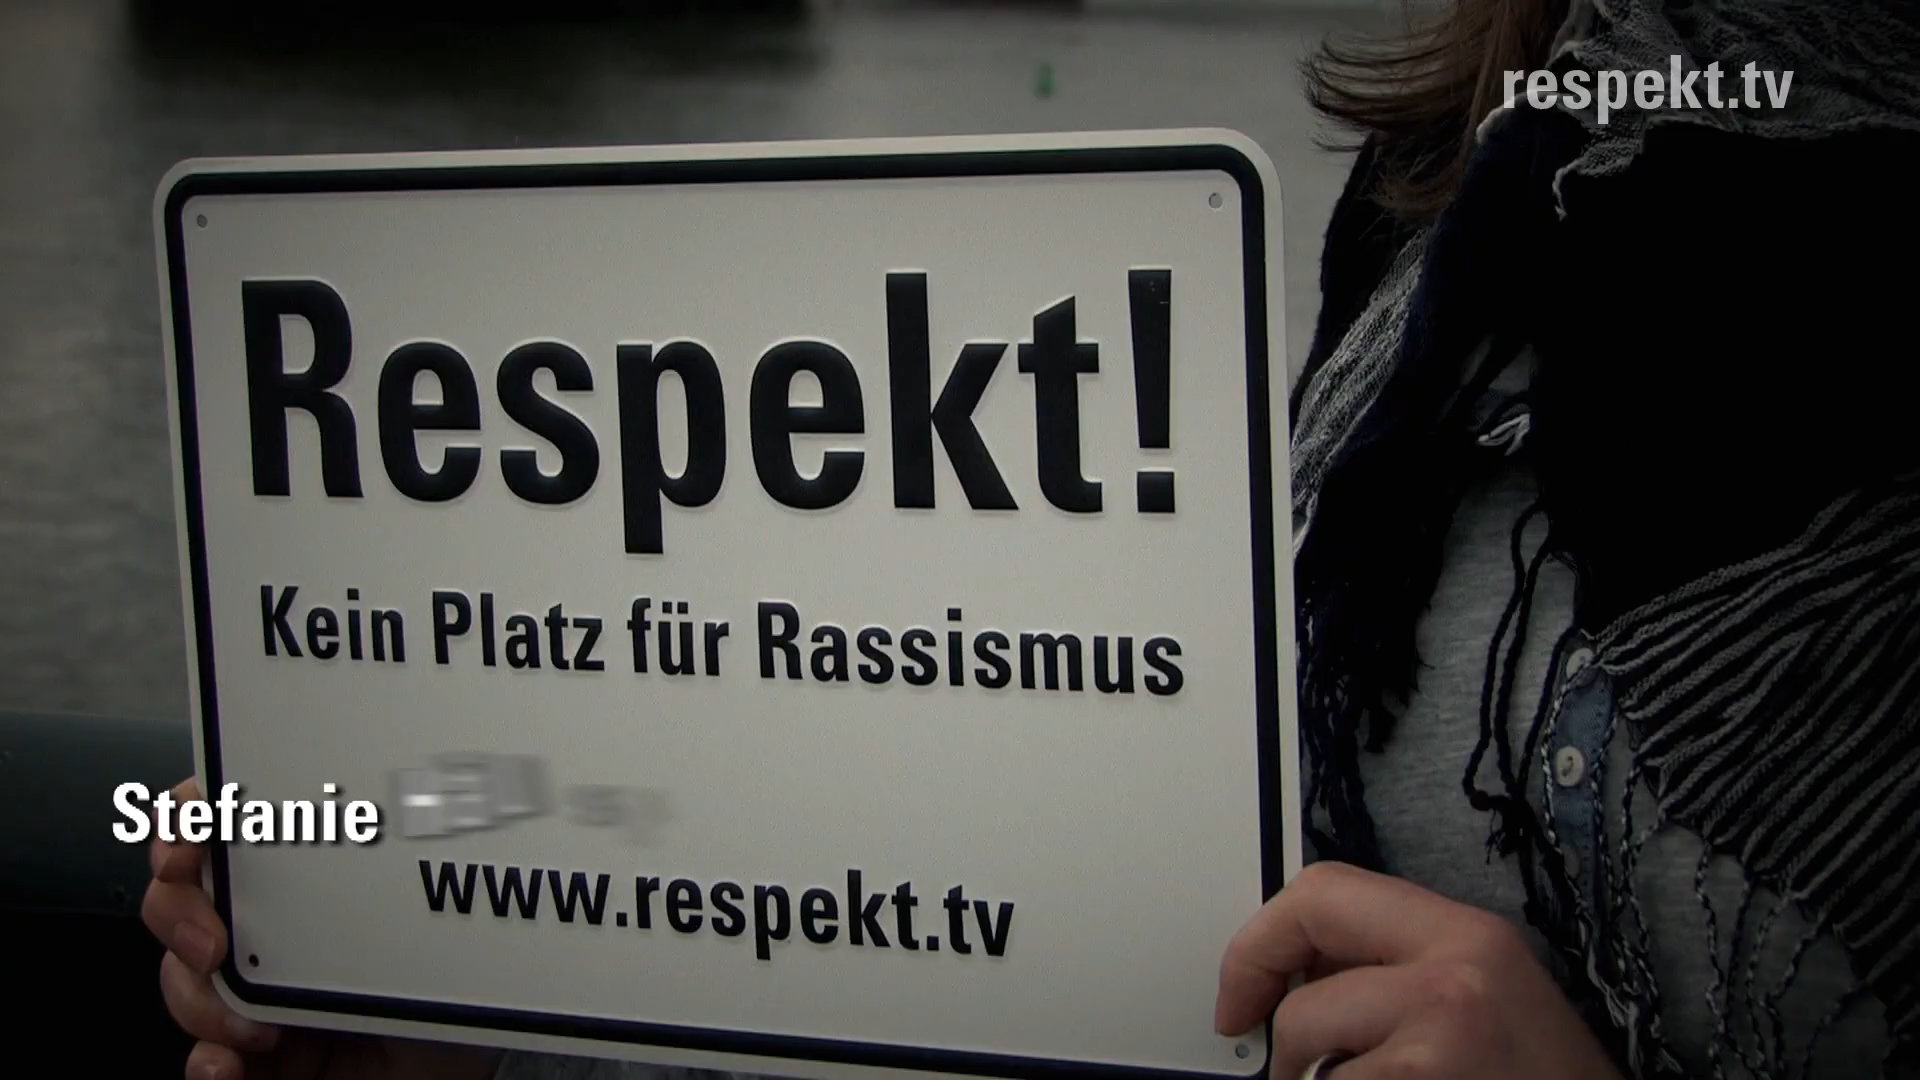 respekt.tv
Respekt!
Kein Platz für Rassismus
Stefanie
www.respekt.tv